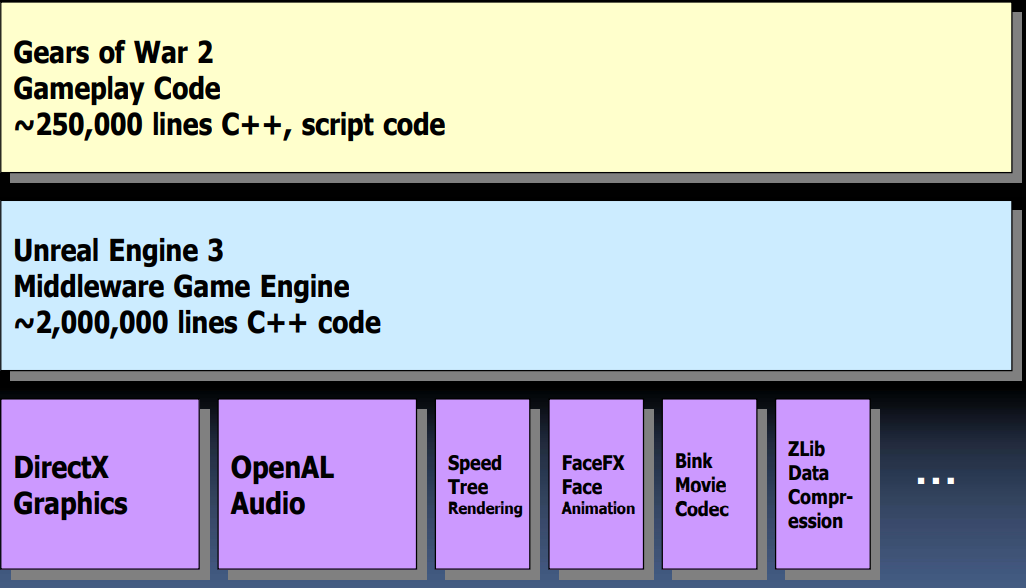 Gears of War 2
Gameplay Code
~250,000 lines C++, script code
Unreal Engine 3
Middleware Game Engine
~2,000,000 lines C++ code
DirectX
Graphics
OpenAL
Audio
Speed
Tree
Rendering
FaceFX
Face
Animation
Bink
Movie
Codec
ZLib
Data
Compr-
ession
...